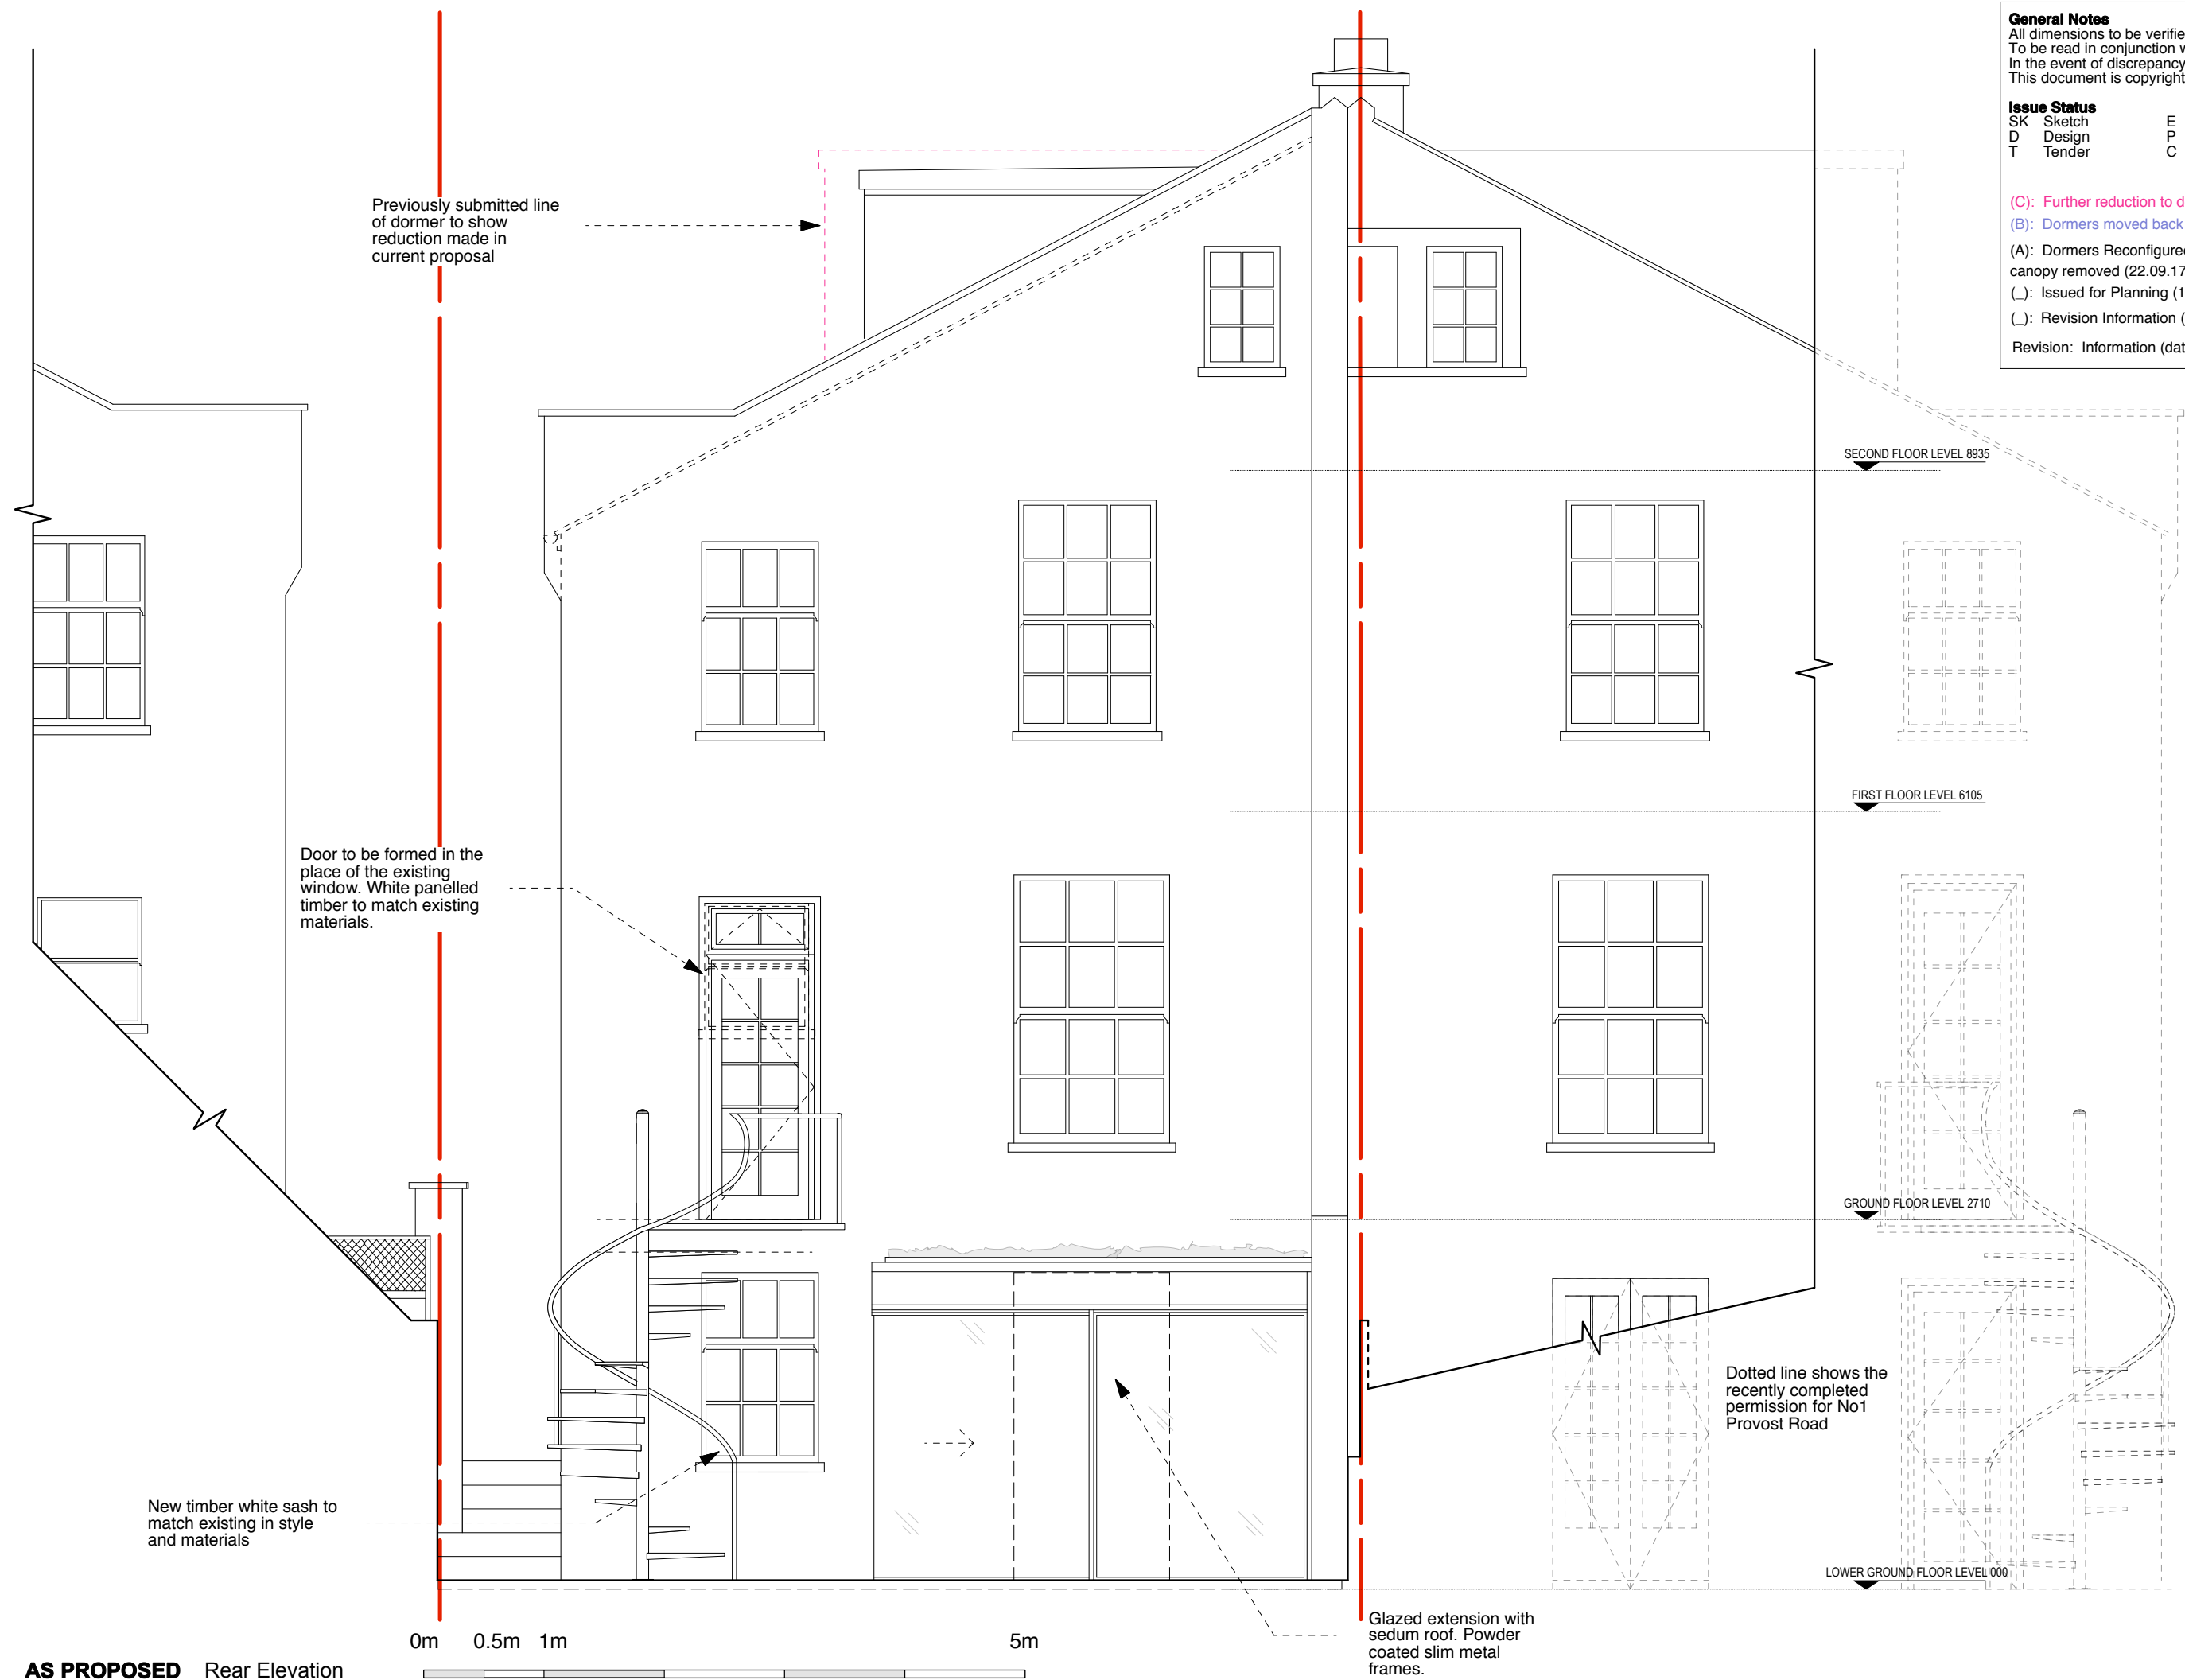 General Notes
All dimensions to be verifie
To be read in conjunction w
In the event of discrepancy
This document is copyright
Issue Status
SK Sketch E
D Design P
T Tender C
(C): Further reduction to d
(B): Dormers moved back
(A): Dormers Reconfigured
canopy removed (22.09.17
(_): Issued for Planning (1
(_): Revision Information (
Revision: Information (dat
Previously submitted line
of dormer to show
reduction made in
current proposal
SECOND FLOOR LEVEL 8935
FIRST FLOOR LEVEL 6105
Door to be formed in the
place of the existing
window. White panelled
timber to match existing
materials.
GROUND FLOOR LEVEL 2710
Dotted line shows the
recently completed
permission for No1
Provost Road
New timber white sash to
match existing in style
and materials
LOWER GROUND FLOOR LEVEL 000
Glazed extension with
sedum roof. Powder
coated slim metal
frames.
0m 0.5m 1m 5m
AS PROPOSED Rear Elevation